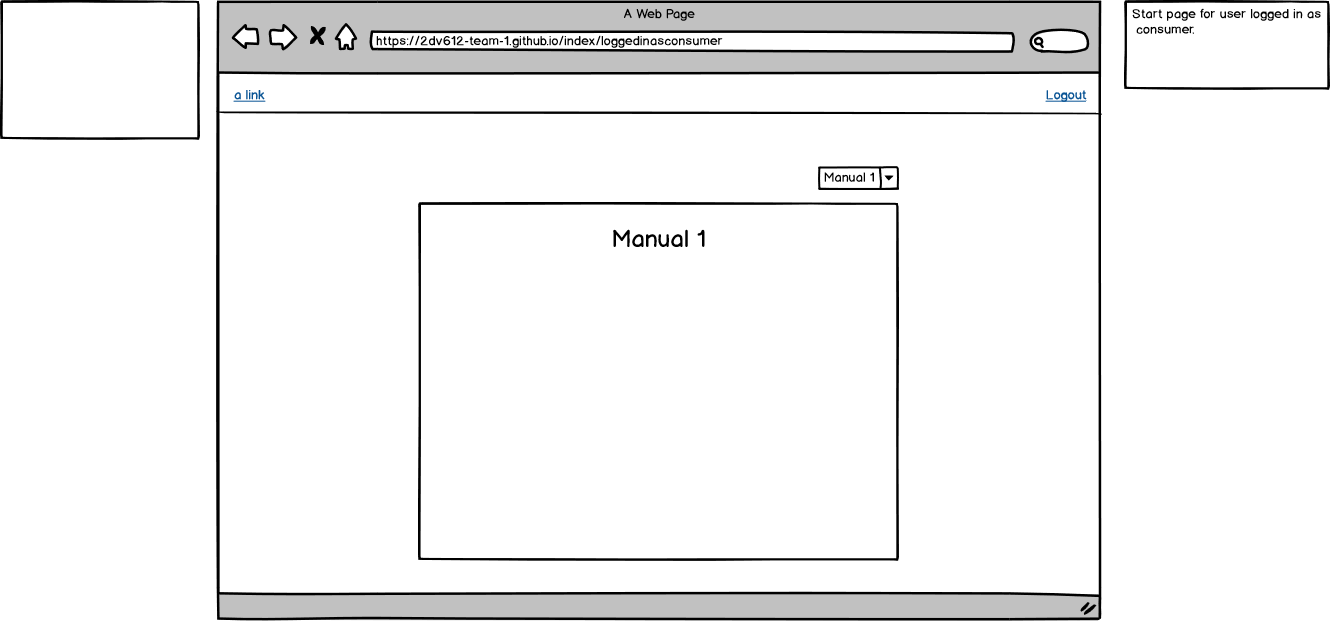 A Web Page
https://2dv612-team-1.github.io/index/loggedinasconsumer
a link
Logout
Manual 1
Manual 1
Start page for user logged in as
consumer.